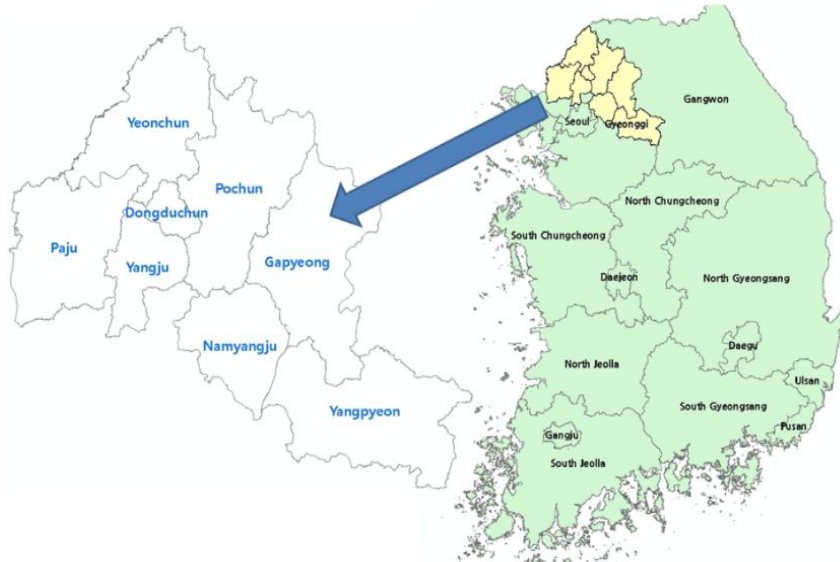 Yeonchun
Pochun
Dongduchun
Paju
Yangju
Gapyeong
Namyangju
Yangpyeon
Gangwon
Seoul
Gyeonggi
North Chungcheong
South Chungcheong
Daejeon
North Gyeongsang
Daegu
North Jeolla
Ulsan
South Gyeongsang
Pusan
Gangju
South Jeolla